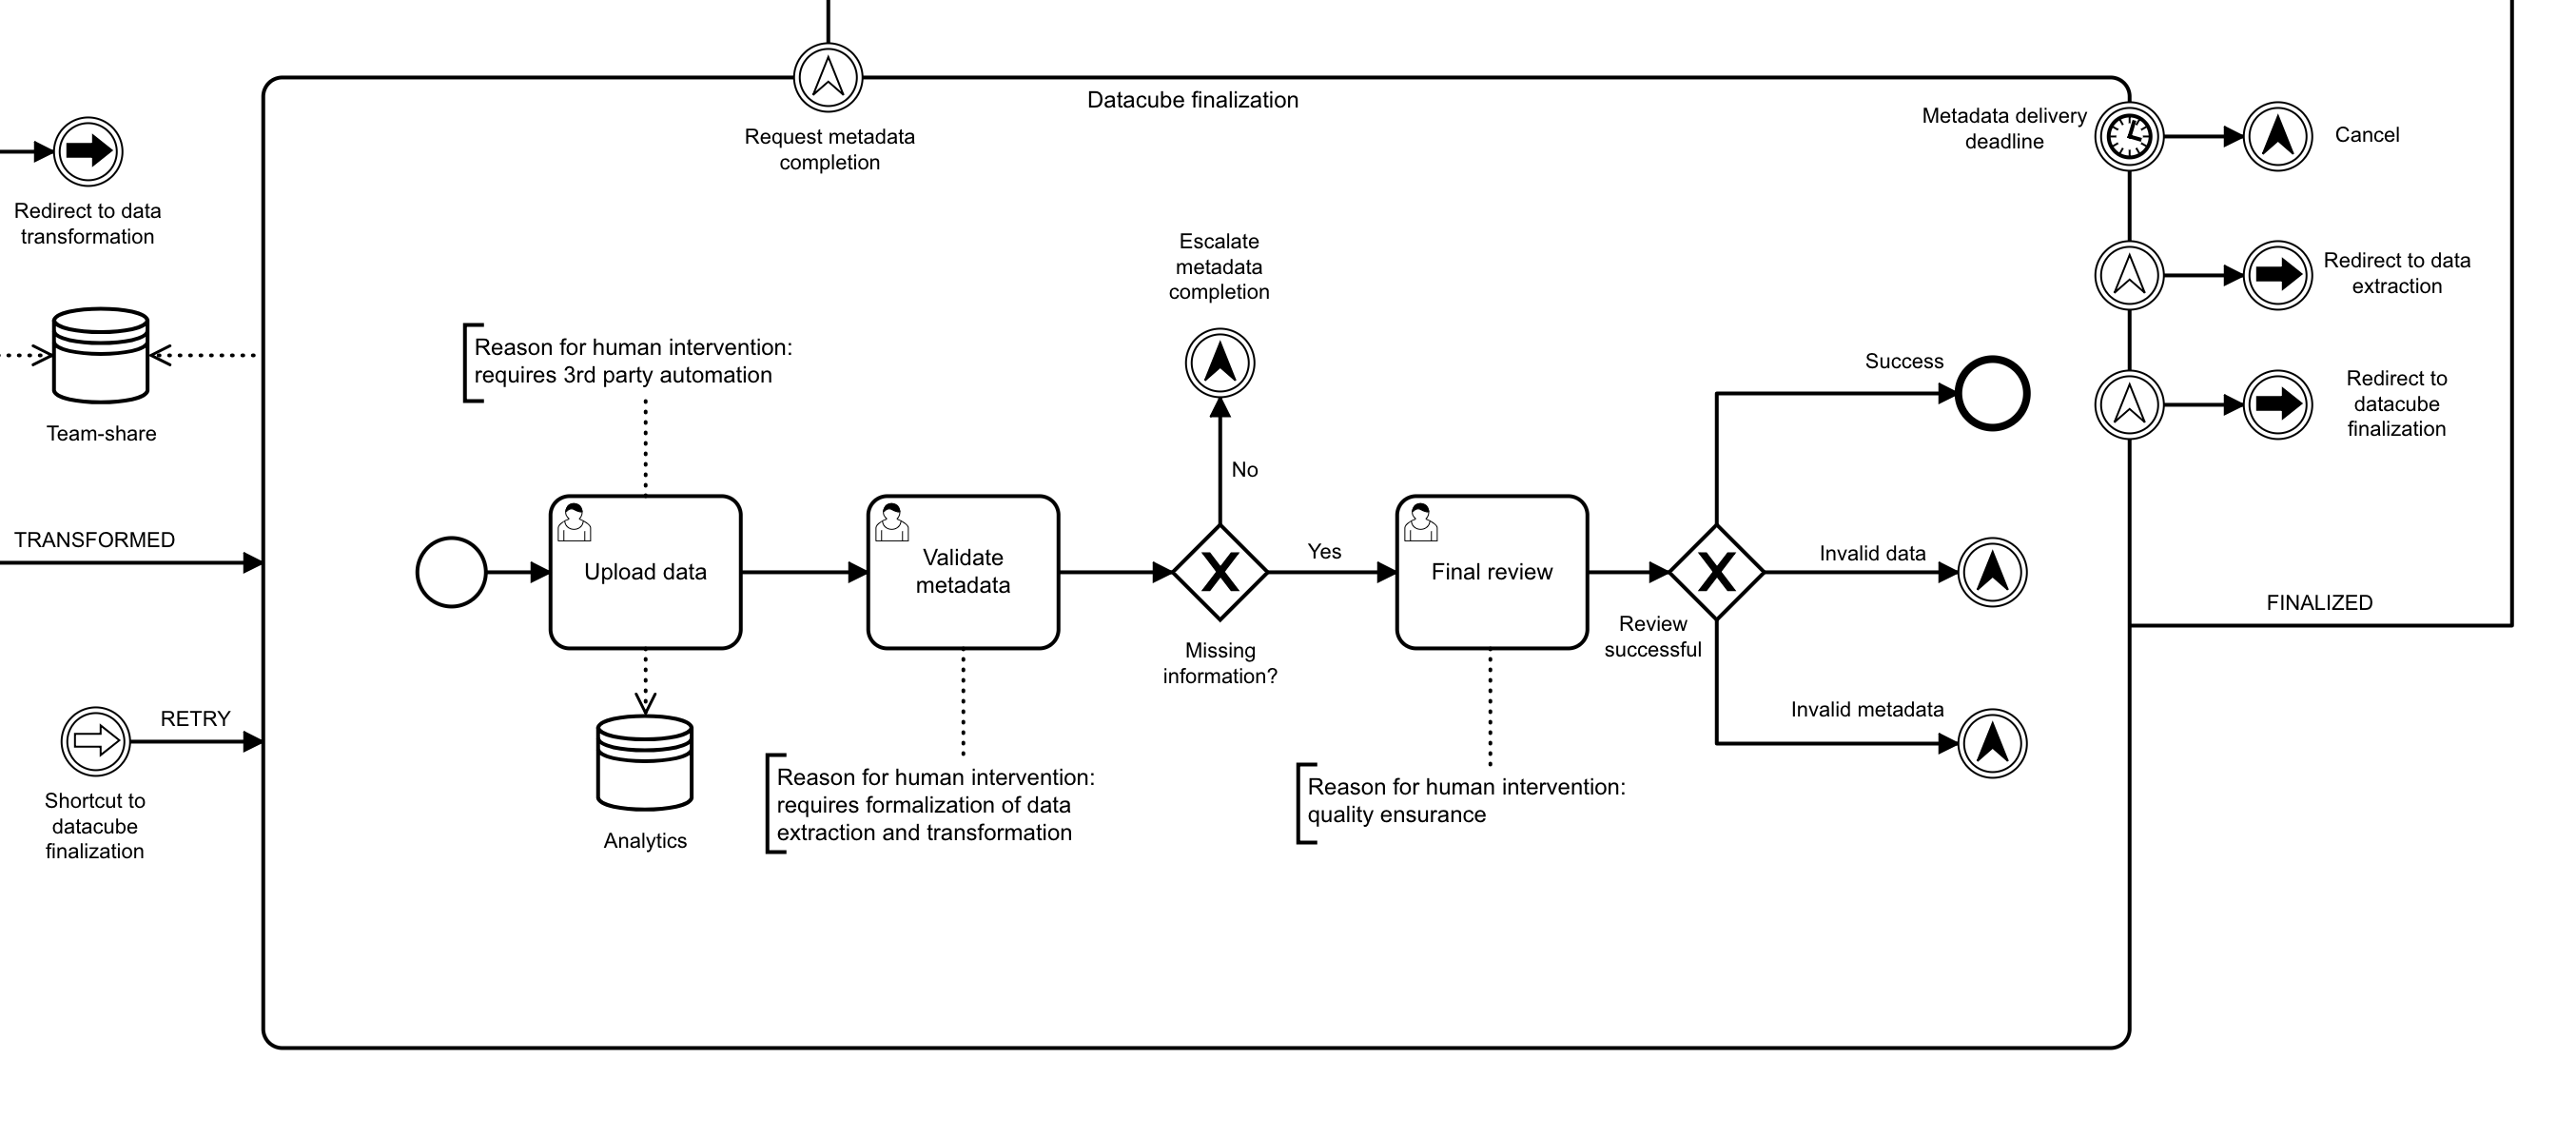 Datacube finalization
Request metadata
completion
Metadata delivery
deadline
Cancel
Redirect to data
transformation
Escalate
metadata
completion
Redirect to data
extraction
Reason for human intervention:
requires 3rd party automation
Success
Redirect to
datacube
finalization
Team-share
No
TRANSFORMED
Upload data
Validate
metadata
Yes
Final review
Invalid data
Review
successful
FINALIZED
Missing
information?
RETRY
Invalid metadata
Shortcut to
datacube
finalization
Analytics
Reason for human intervention:
requires formalization of data
extraction and transformation
Reason for human intervention:
quality ensurance